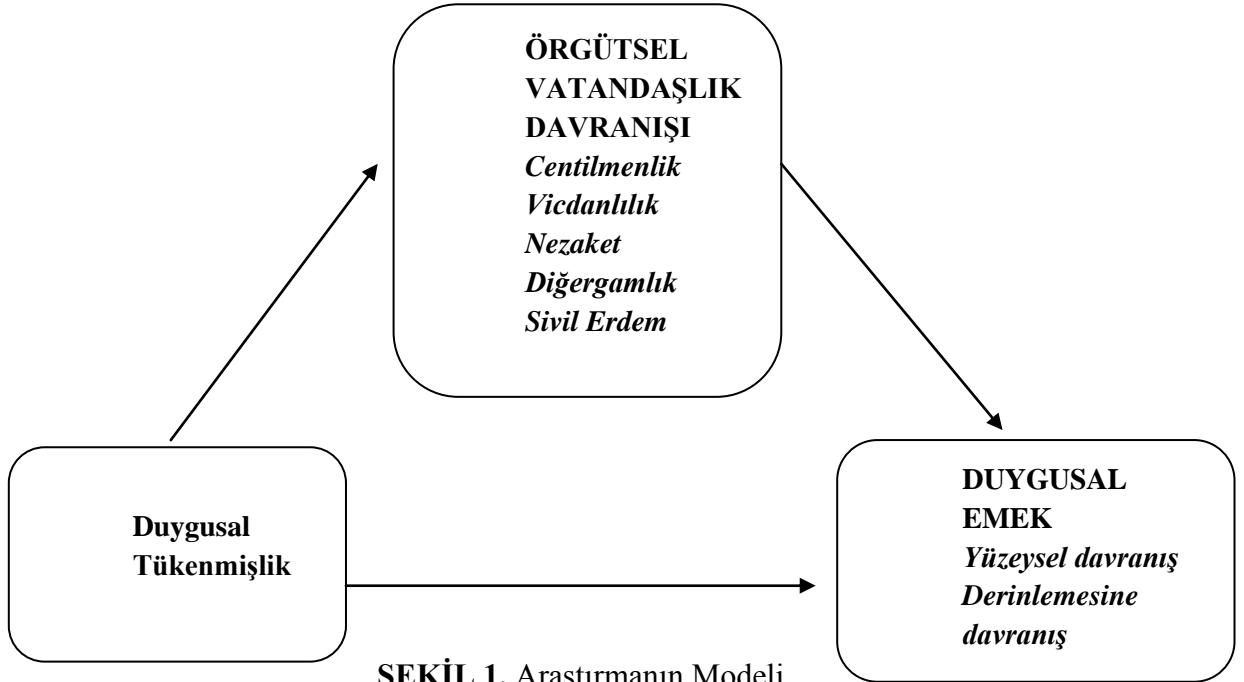 ÖRGÜTSEL
VATANDAŞLIK
DAVRANIŞI
Centilmenlik
Vicdanlılık
Nezaket
Diğergamlık
Sivil Erdem
Duygusal
Tükenmişlik
DUYGUSAL
EMEK
Yüzeysel davranış
Derinlemesine
davranış
ŞEKİL 1. Araştırmanın Modeli